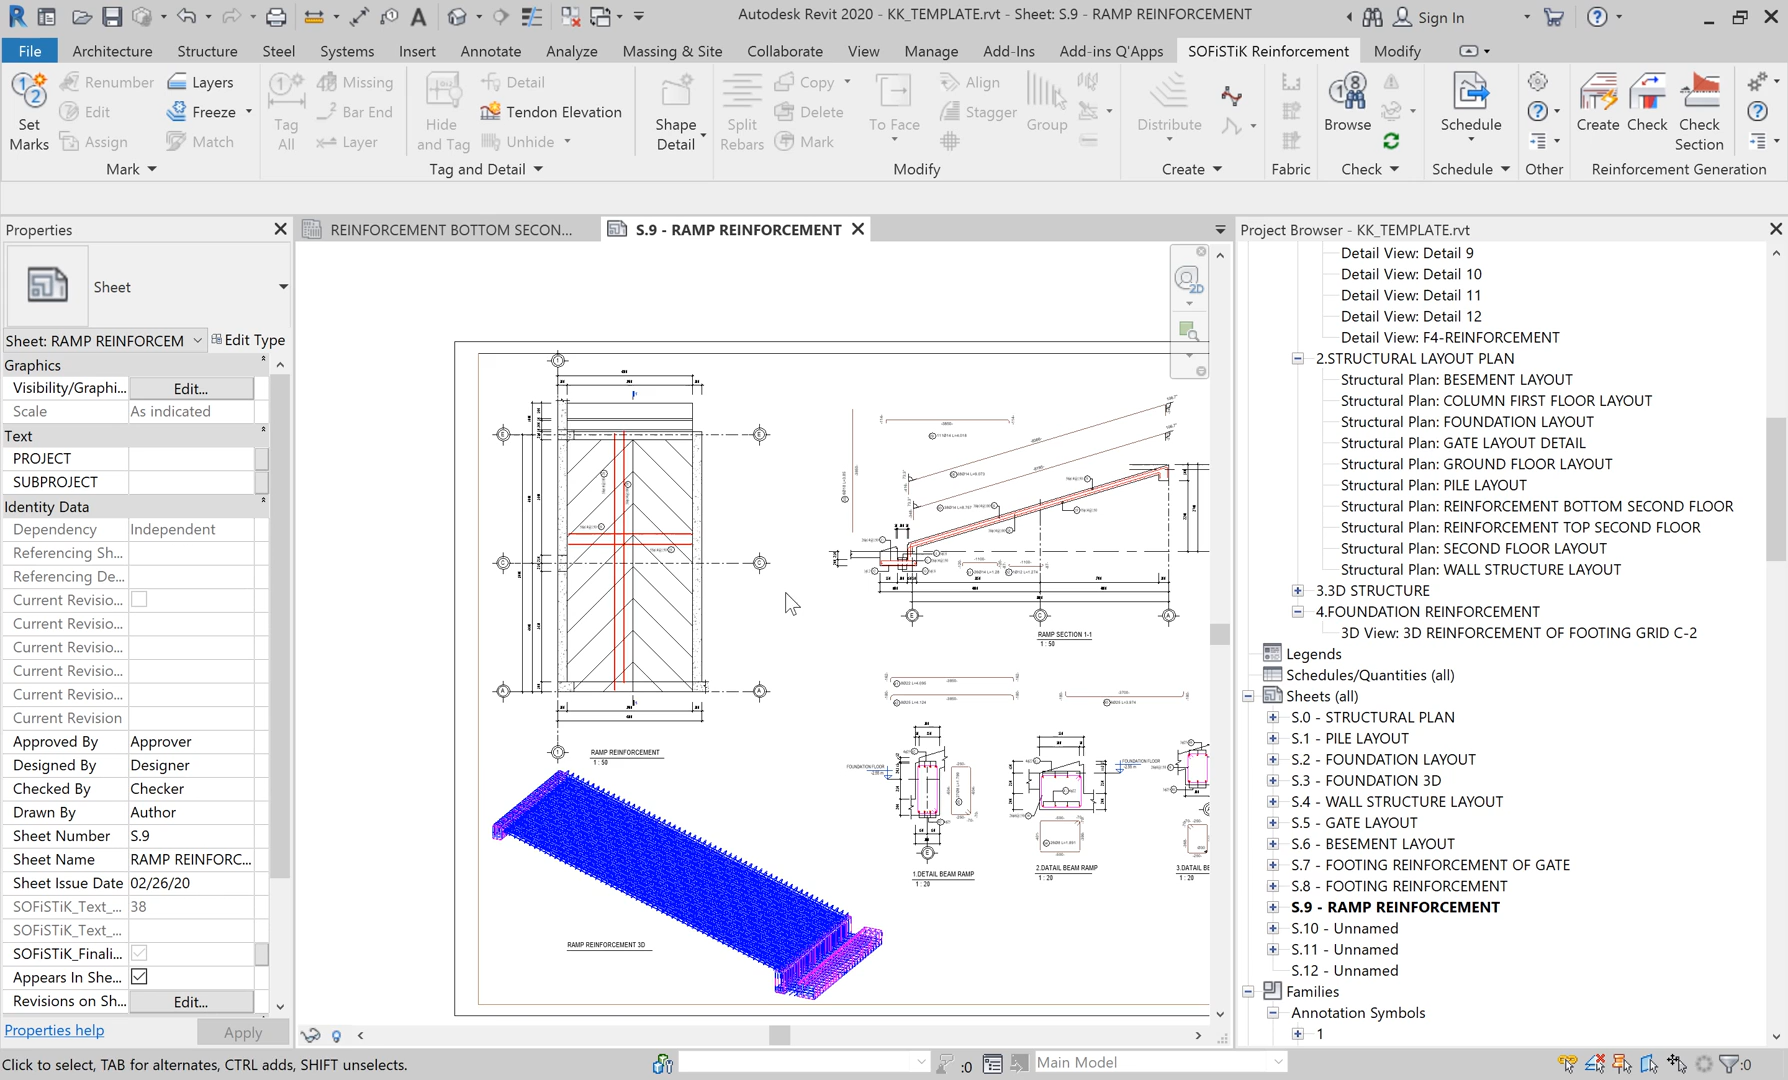 Autodesk Revit 2020 - KK_TEMPLATE.rvt - Sheet: S.9 - RAMP REINFORCEMENT
Sign In
File
Architecture
Structure
Steel
Systems
Insert
Annotate
Analyze
Massing & Site
Collaborate
View
Manage
Add-Ins
Add-ins Q'Apps
SOFiSTiK Reinforcement
Modify
Set Marks
Renumber
Edit
Assign
Layers
Freeze
Match
Mark
Tag All
Missing
Bar End
Layer
Hide and Tag
Detail
Tendon Elevation
Unhide
Tag and Detail
Shape Detail
Split Rebars
Copy
Delete
Mark
To Face
Align
Stagger
Group
Modify
Distribute
Create
Fabric
Browse
Check
Schedule
Schedule
Other
Create
Check
Check Section
Reinforcement Generation
Properties
REINFORCEMENT BOTTOM SECON...
S.9 - RAMP REINFORCEMENT
Project Browser - KK_TEMPLATE.rvt
Sheet
Sheet: RAMP REINFORCEM
Edit Type
Graphics
Visibility/Graphi...
Edit...
Scale
As indicated
Text
PROJECT
SUBPROJECT
Identity Data
Dependency
Independent
Referencing Sh...
Referencing De...
Current Revisio...
Current Revisio...
Current Revisio...
Current Revisio...
Current Revisio...
Current Revision
Approved By
Approver
Designed By
Designer
Checked By
Checker
Drawn By
Author
Sheet Number
S.9
Sheet Name
RAMP REINFORC...
Sheet Issue Date
02/26/20
SOFiSTiK_Text_...
38
SOFiSTiK_Text_...
SOFiSTiK_Finali...
Appears In She...
Revisions on Sh...
Edit...
Properties help
Apply
2D
RAMP REINFORCEMENT
1 : 50
RAMP SECTION 1-1
1 : 50
FOUNDATION FLOOR
FOUNDATION FLOOR
1.DETAIL BEAM RAMP
1 : 20
2.DATAIL BEAM RAMP
1 : 20
3.DATAIL BE
1 : 20
RAMP REINFORCEMENT 3D
Detail View: Detail 9
Detail View: Detail 10
Detail View: Detail 11
Detail View: Detail 12
Detail View: F4-REINFORCEMENT
2.STRUCTURAL LAYOUT PLAN
Structural Plan: BESEMENT LAYOUT
Structural Plan: COLUMN FIRST FLOOR LAYOUT
Structural Plan: FOUNDATION LAYOUT
Structural Plan: GATE LAYOUT DETAIL
Structural Plan: GROUND FLOOR LAYOUT
Structural Plan: PILE LAYOUT
Structural Plan: REINFORCEMENT BOTTOM SECOND FLOOR
Structural Plan: REINFORCEMENT TOP SECOND FLOOR
Structural Plan: SECOND FLOOR LAYOUT
Structural Plan: WALL STRUCTURE LAYOUT
3.3D STRUCTURE
4.FOUNDATION REINFORCEMENT
3D View: 3D REINFORCEMENT OF FOOTING GRID C-2
Legends
Schedules/Quantities (all)
Sheets (all)
S.0 - STRUCTURAL PLAN
S.1 - PILE LAYOUT
S.2 - FOUNDATION LAYOUT
S.3 - FOUNDATION 3D
S.4 - WALL STRUCTURE LAYOUT
S.5 - GATE LAYOUT
S.6 - BESEMENT LAYOUT
S.7 - FOOTING REINFORCEMENT OF GATE
S.8 - FOOTING REINFORCEMENT
S.9 - RAMP REINFORCEMENT
S.10 - Unnamed
S.11 - Unnamed
S.12 - Unnamed
Families
Annotation Symbols
1
Click to select, TAB for alternates, CTRL adds, SHIFT unselects.
:0
Main Model
:0